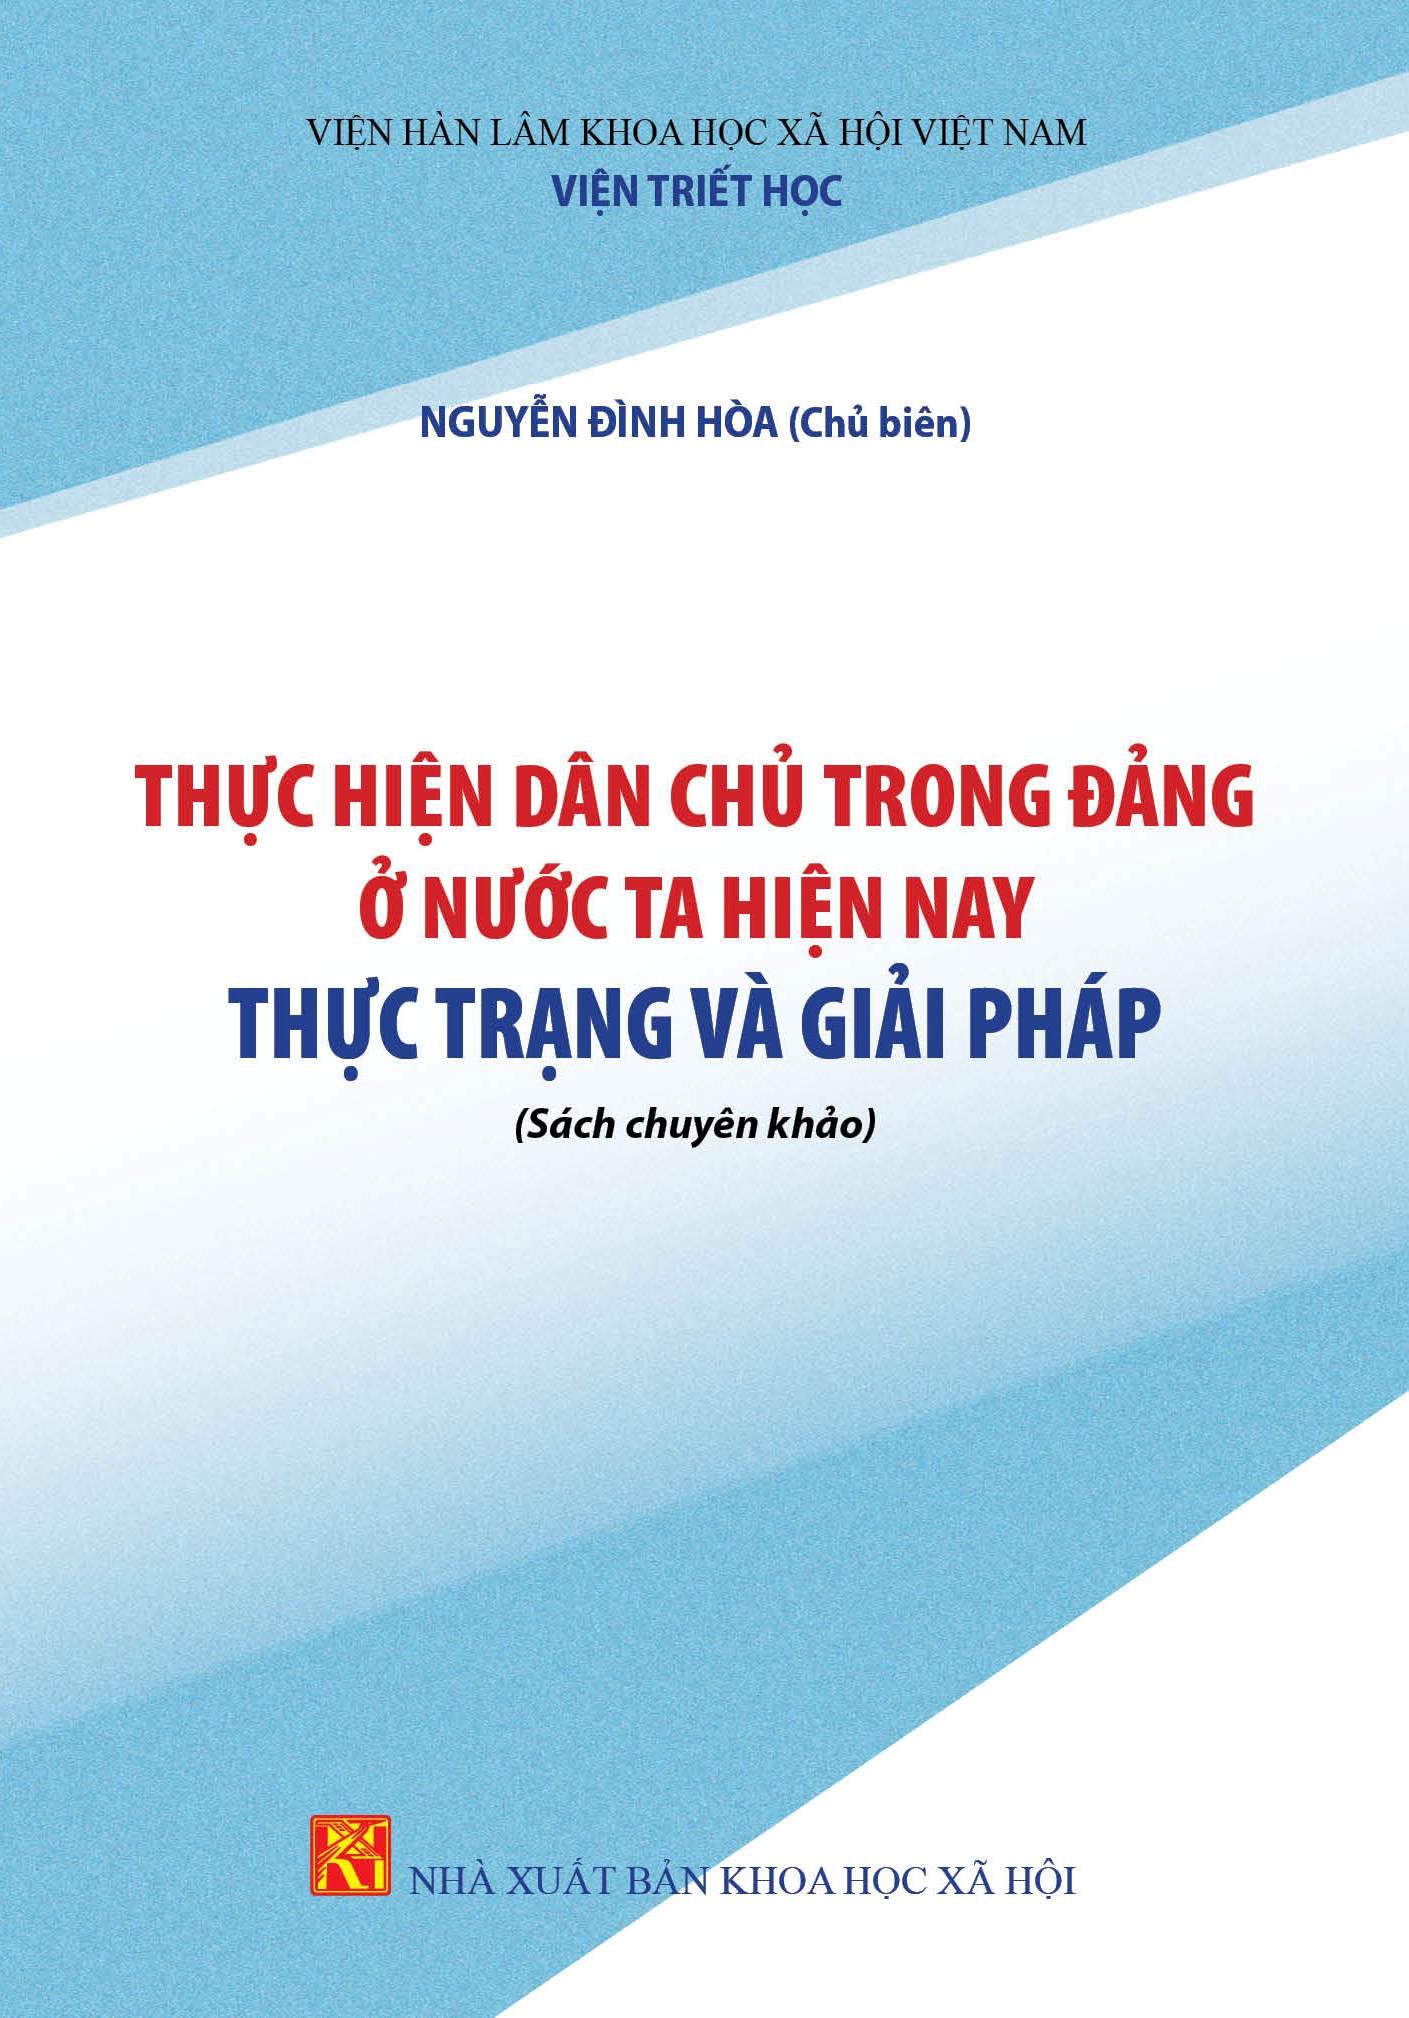 VIỆN HÀN LÂM KHOA HỌC XÃ HỘI VIỆT NAM
VIỆN TRIẾT HỌC
NGUYỄN ĐÌNH HÒA (Chủ biên)
THỰC HIỆN DÂN CHỦ TRONG ĐẢNG
Ở NƯỚC TA HIỆN NAY
THỰC TRẠNG VÀ GIẢI PHÁP
(Sách chuyên khảo)
NHÀ XUẤT BẢN KHOA HỌC XÃ HỘI